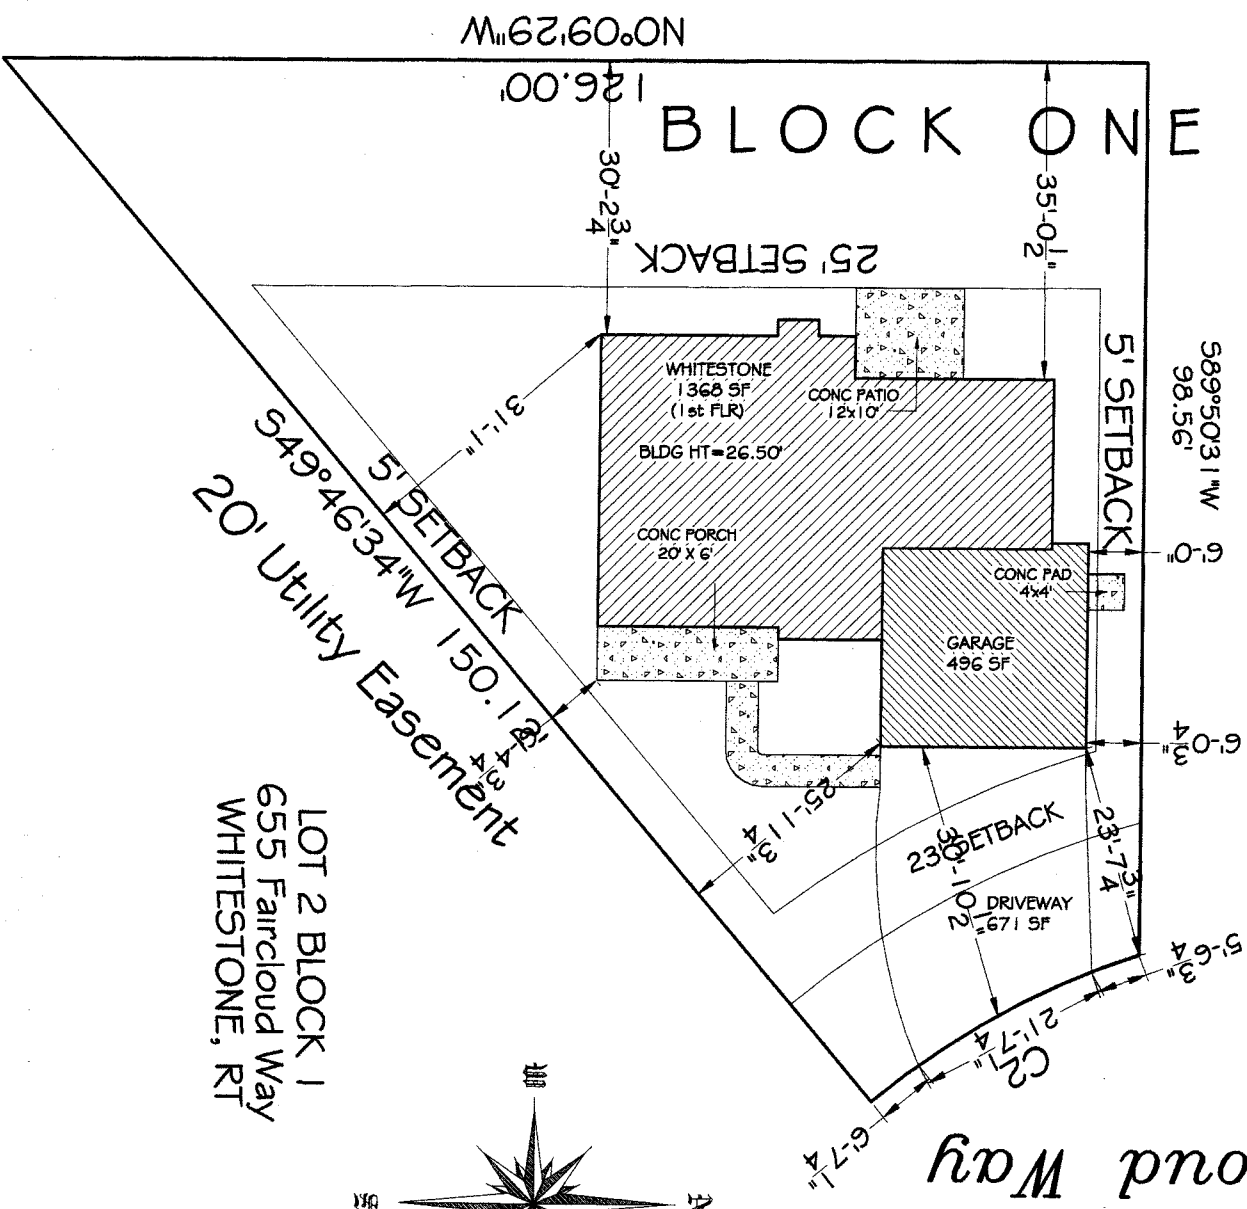 N0°09'29"W
126.00'
BLOCK ONE
30'-2 3/4"
35'-0 1/2"
25' SETBACK
5' SETBACK
S89°50'31"W
98.56'
WHITESTONE
1368 SF
(1st FLR)
BLDG HT=26.50'
CONC PATIO
12x10'
31'-1"
5' SETBACK
S49°46'34"W 150.12'
20' Utility Easement
CONC PORCH
20' X 6'
CONC PAD
4'x4'
6'-0"
GARAGE
496 SF
6'-0 3/4"
25'-11 3/4"
23' SETBACK
30'-10 1/2"
23'-7 3/4"
DRIVEWAY
671 SF
5'-6 3/4"
21'-7 1/4"
C2
6'-7 1/4"
LOT 2 BLOCK 1
655 Faircloud Way
WHITESTONE, RT
oud Way